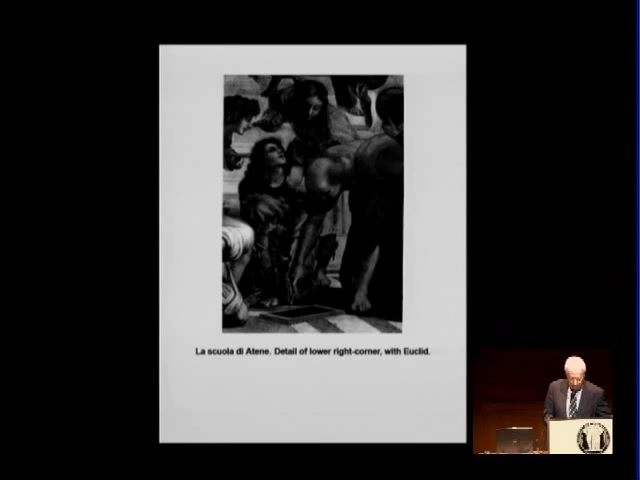 La scuola di Atene. Detail of lower right-corner, with Euclid.